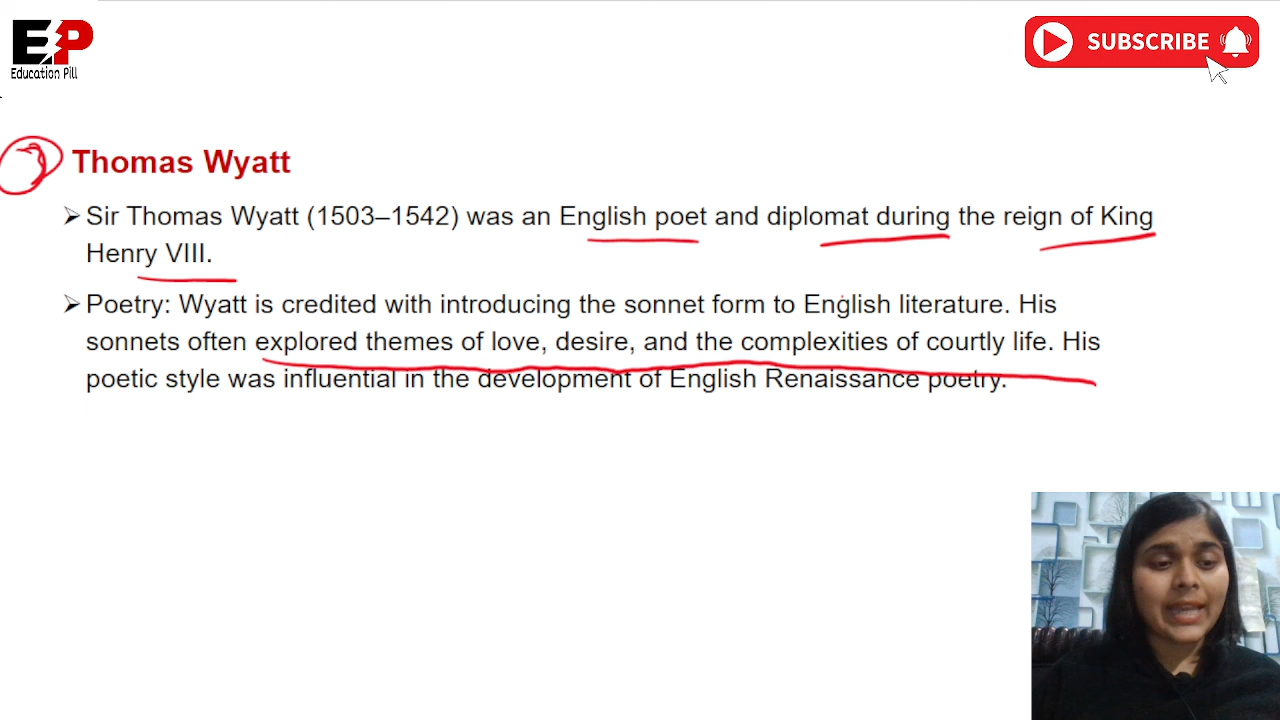 EP
Education Pill
SUBSCRIBE
Thomas Wyatt
➢ Sir Thomas Wyatt (1503–1542) was an English poet and diplomat during the reign of King
Henry VIII.
➢ Poetry: Wyatt is credited with introducing the sonnet form to English literature. His
sonnets often explored themes of love, desire, and the complexities of courtly life. His
poetic style was influential in the development of English Renaissance poetry.